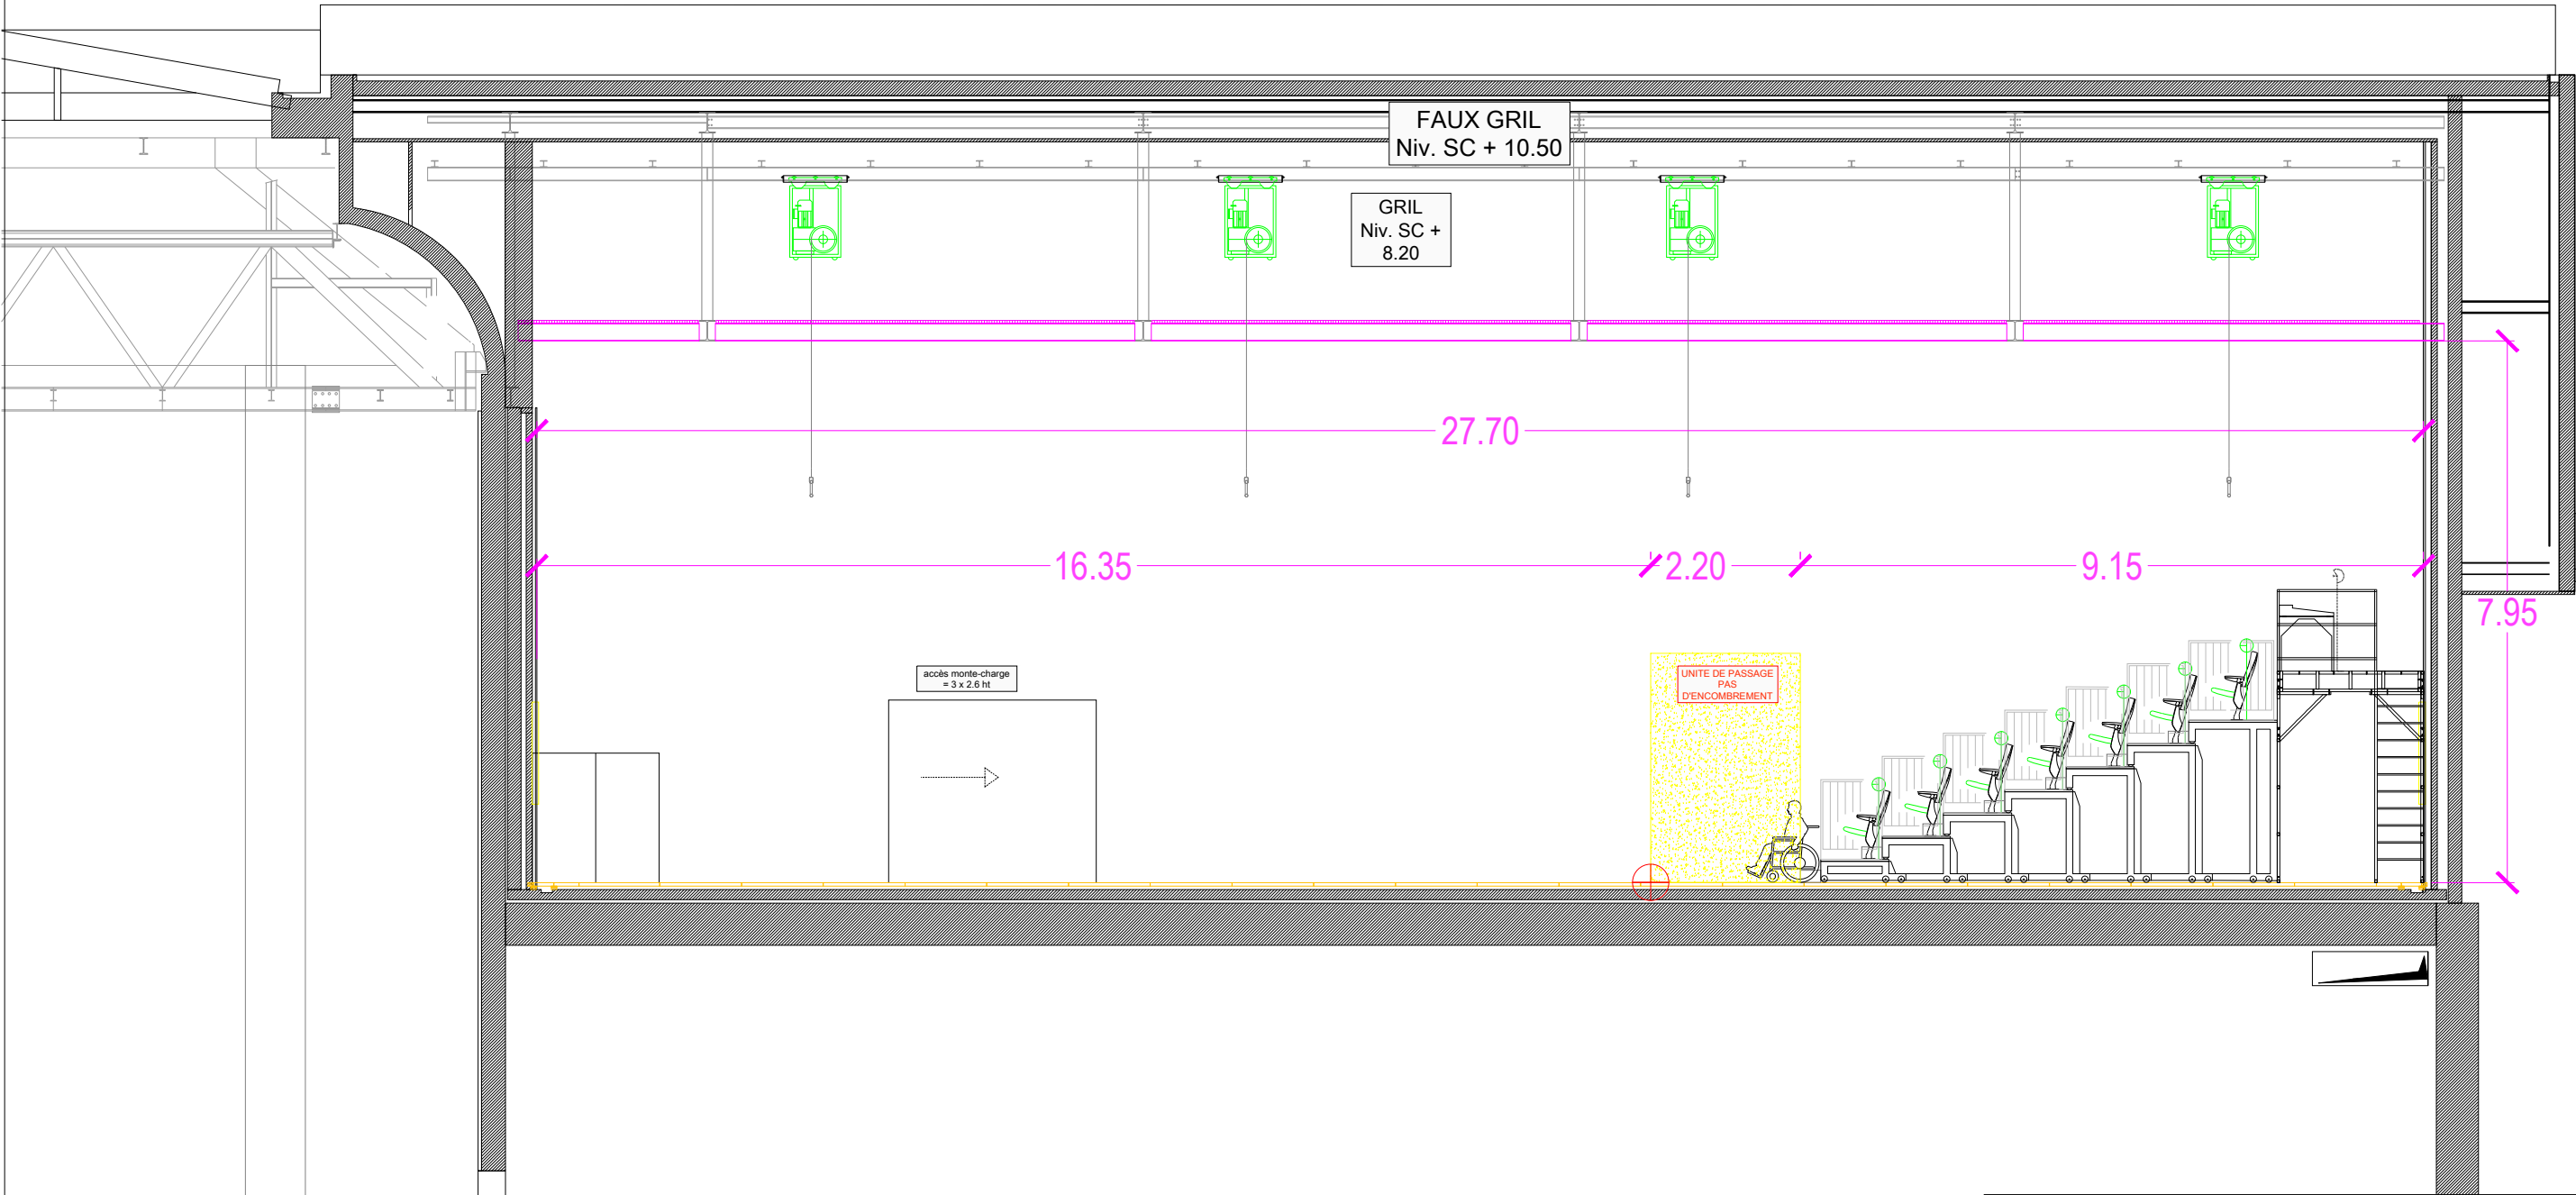 FAUX GRIL
Niv. SC + 10.50
GRIL
Niv. SC +
8.20
27.70
16.35
2.20
9.15
7.95
accès monte-charge
= 3 x 2.6 ht
UNITE DE PASSAGE
PAS
D'ENCOMBREMENT